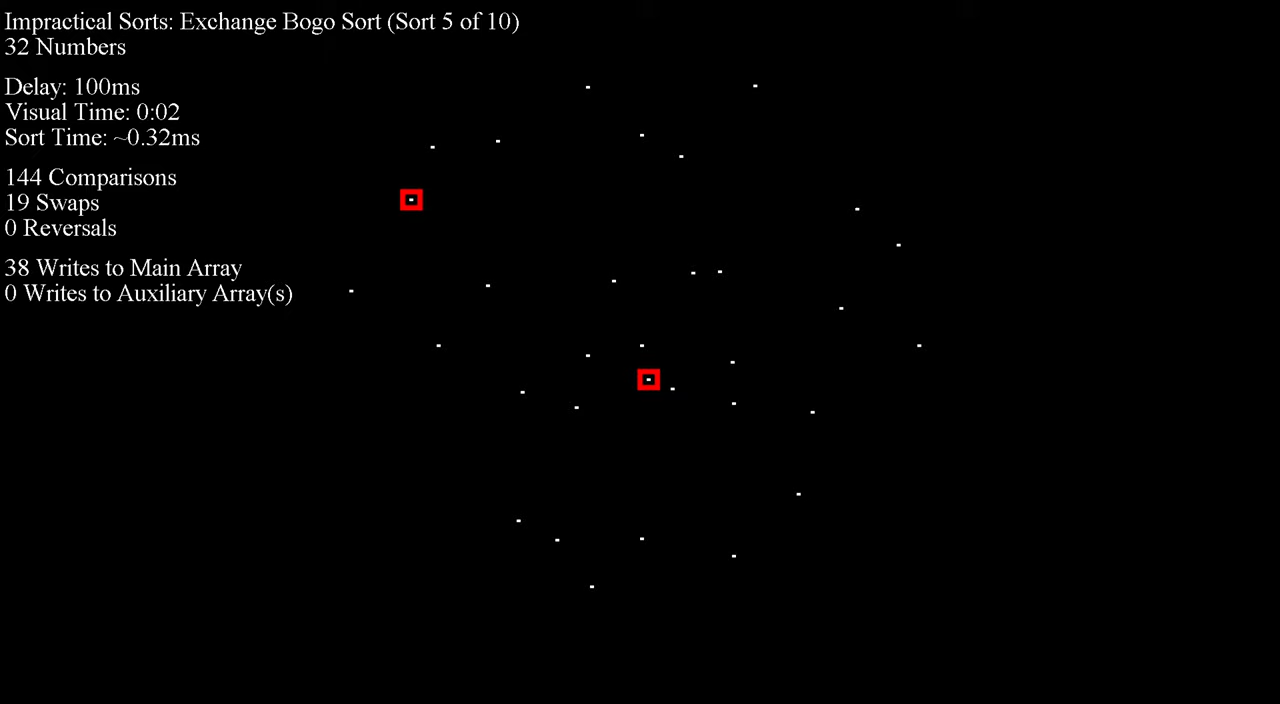 Impractical Sorts: Exchange Bogo Sort (Sort 5 of 10)
32 Numbers
Delay: 100ms
Visual Time: 0:02
Sort Time: ~0.32ms
144 Comparisons
19 Swaps
0 Reversals
38 Writes to Main Array
0 Writes to Auxiliary Array(s)